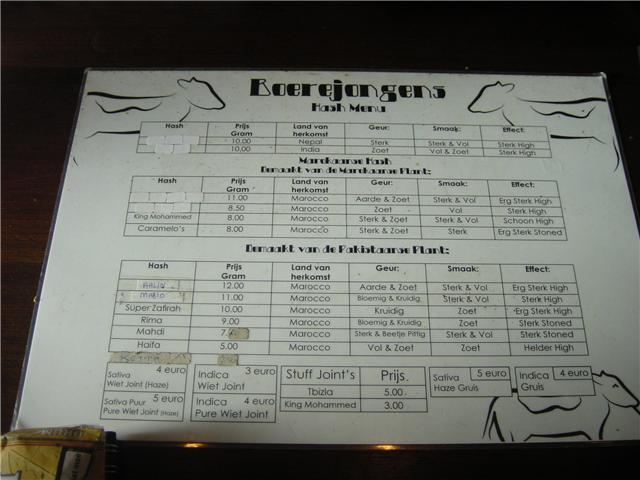 Boerejongens
Hash Menu
Hash Prijs Gram Land van herkomst Geur: Smaak: Effect:
10.00 Nepal Sterk Sterk & Vol Sterk High
10,00 India Zoet Vol & Zoet Sterk High
Marokaanse Hash
Gemaakt van de Marokaanse Plant:
Hash Prijs Gram Land van herkomst Geur: Smaak: Effect:
11.00 Marocco Aarde & Zoet Sterk & Vol Erg Sterk High
8.50 Marocco Zoet Vol Sterk High
King Mohammed 8.00 Marocco Sterk & Zoet Sterk & Vol Schoon High
Caramelo's 8.00 Marocco Sterk & Zoet Sterk Erg Sterk Stoned
Gemaakt van de Pakistaanse Plant:
Hash Prijs Gram Land van herkomst Geur: Smaak: Effect:
12.00 Marocco Aarde & Zoet Sterk & Vol Erg Sterk High
11.00 Marocco Bloemig & Kruidig Sterk & Vol Sterk High
Super Zafirah 10.00 Marocco Kruidig Zoet Erg Sterk High
Rima 9.00 Marocco Bloemig & Kruidig Zoet Sterk Stoned
Mahdi Marocco Sterk & Beetje Pittig Sterk & Vol Sterk Stoned
Haifa 5.00 Marocco Vol & Zoet Zoet Helder High
Sativa 4 euro
Wiet Joint (Haze)
Sativa Puur 5 euro
Pure Wiet Joint (Haze)
Indica 3 euro
Wiet Joint
Indica 4 euro
Pure Wiet Joint
Stuff Joint's Prijs.
Tbizla 5.00
King Mohammed 3.00
Sativa 5 euro
Haze Gruis
Indica 4 euro
Gruis